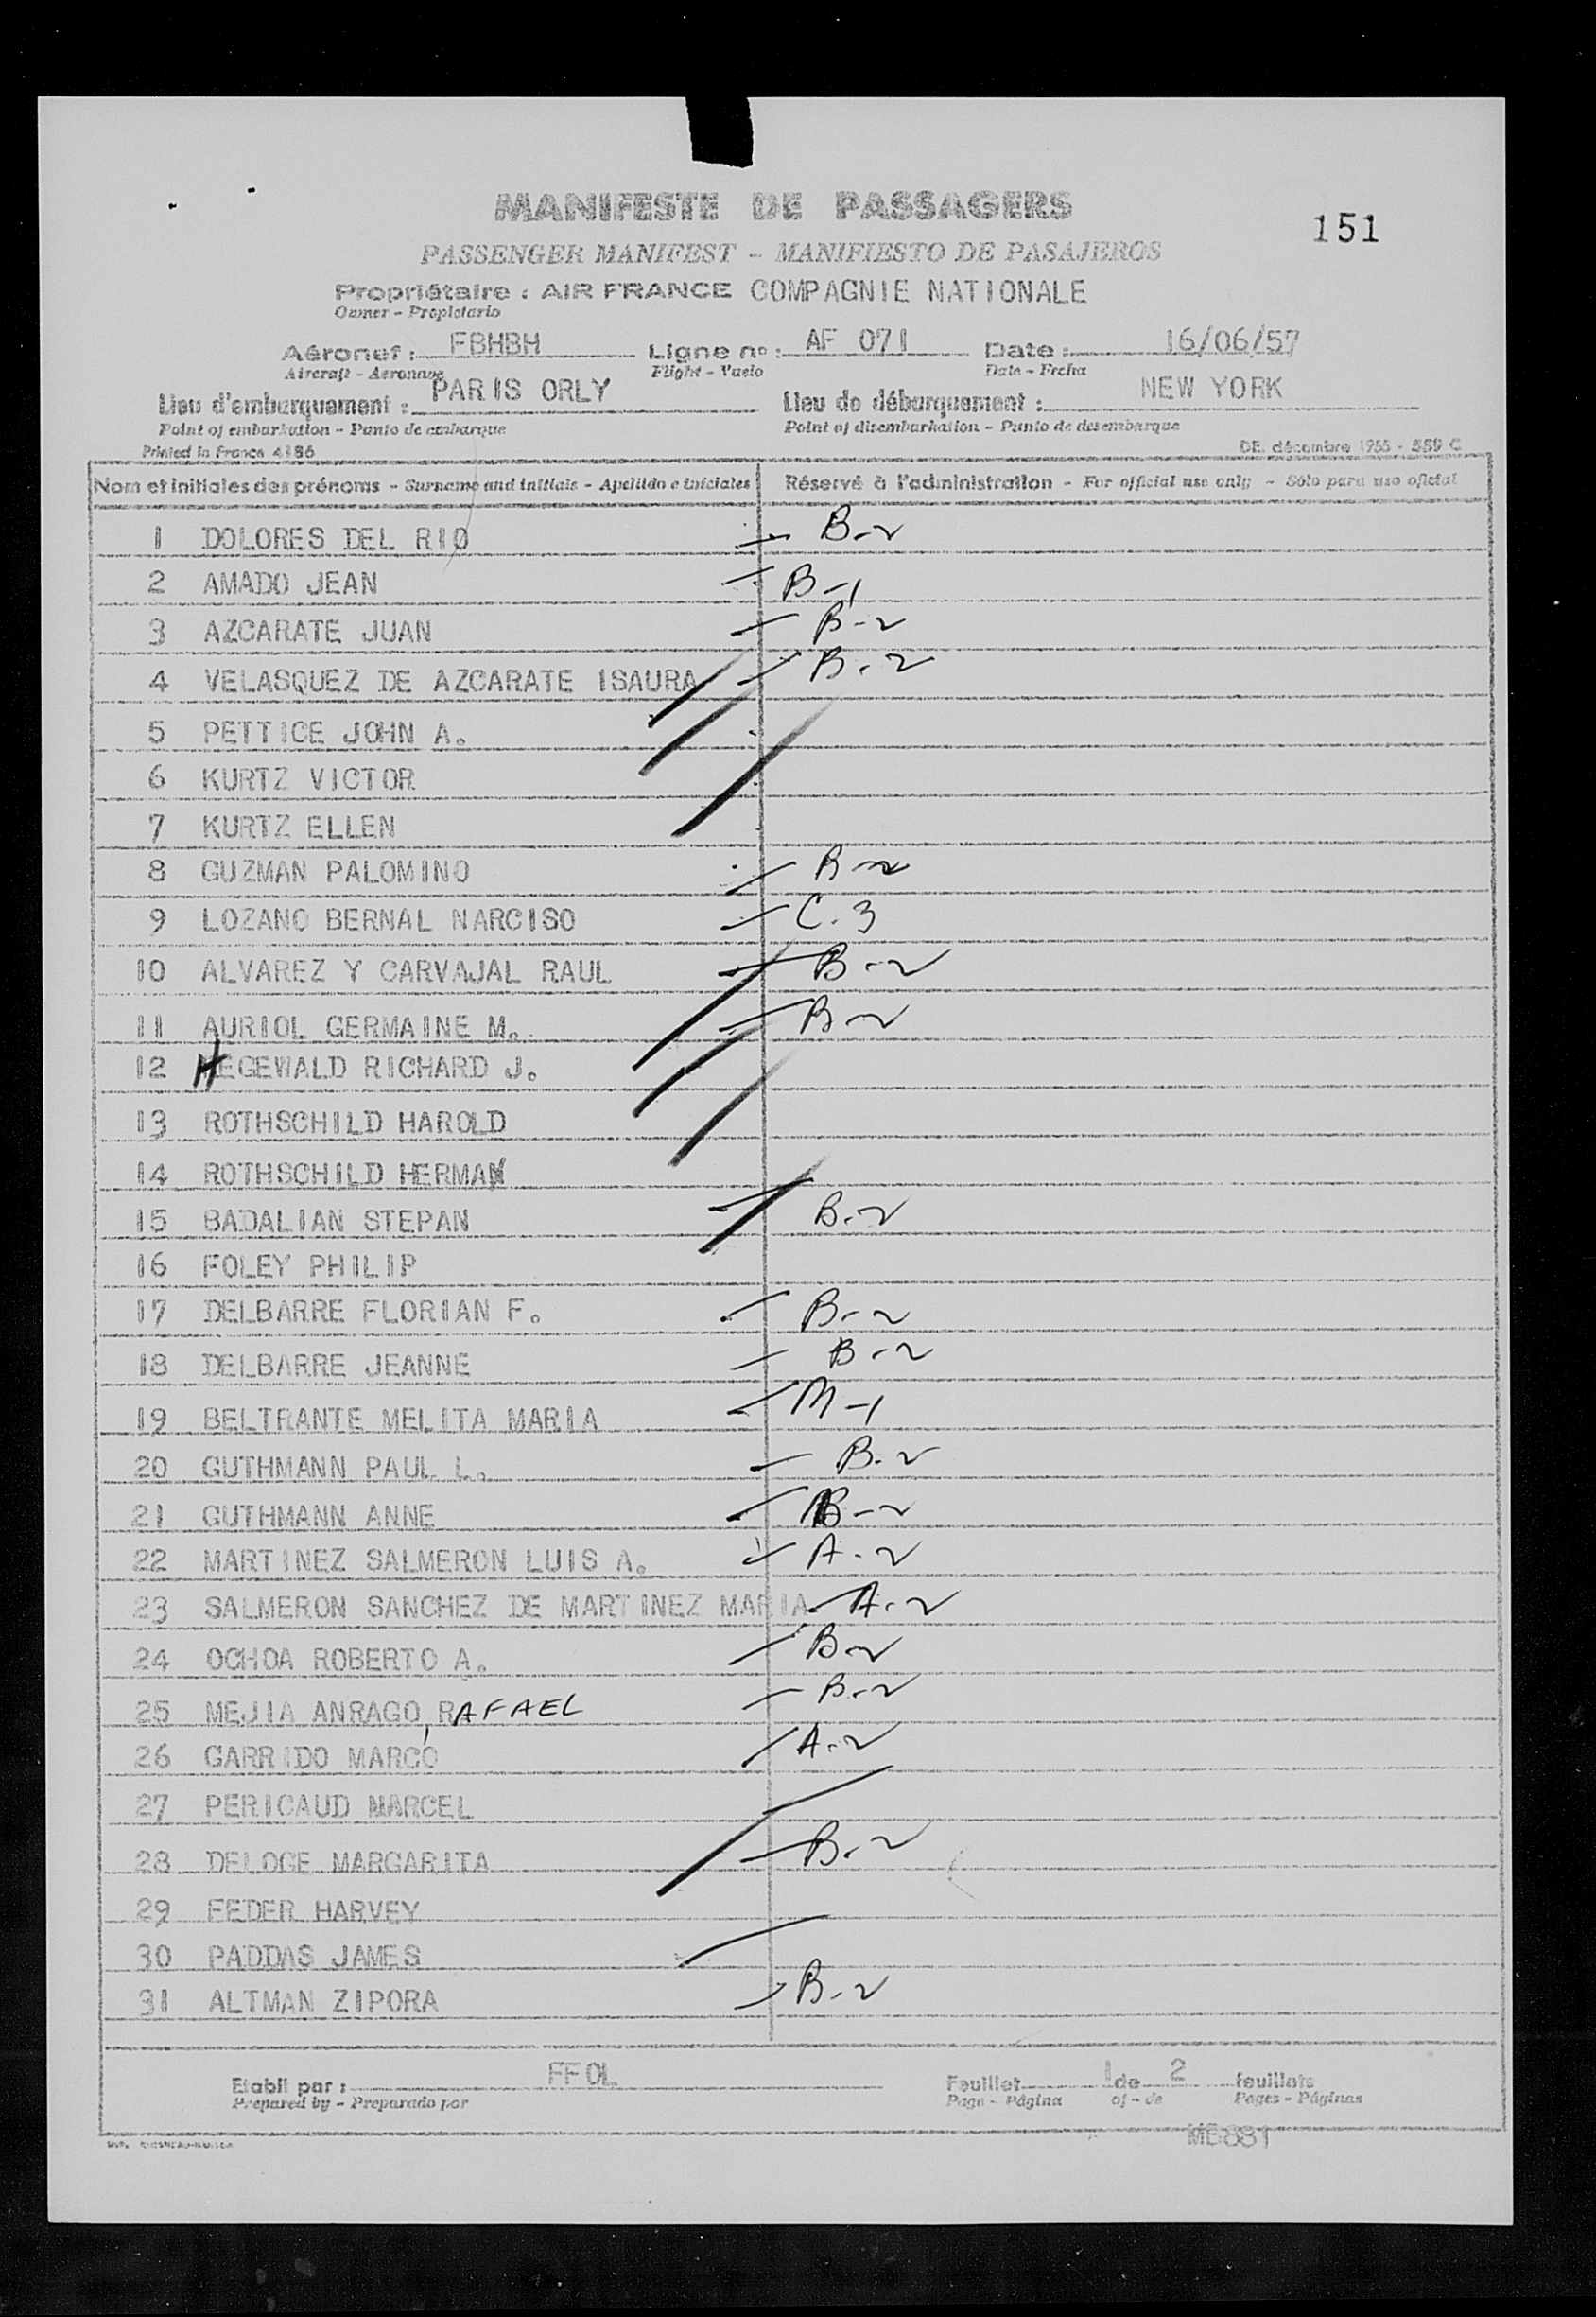 MANIFESTE DE PASSAGERS
151
PASSENGER MANIFEST - MANIFIESTO DE PASAJEROS
Propriétaire : AIR FRANCE COMPAGNIE NATIONALE
Owner - Propietario
Aéronef : FBHBH Ligne nº : AF 071 Date : 16/06/57
Aircraft - Aeronave Flight - Vuelo Date - Fecha
Lieu d'embarquement : PARIS ORLY Lieu de débarquement : NEW YORK
Point of embarkation - Punto de embarque Point of disembarkation - Punto de desembarque
Printed in France 4186 DE. décembre 1955 - 559 C
Nom et initiales des prénoms - Surname and initials - Apellido e iniciales Réservé à l'administration - For official use only - Sólo para uso oficial
1 DOLORES DEL RIO B-2
2 AMADO JEAN B-1
3 AZCARATE JUAN B-2
4 VELASQUEZ DE AZCARATE ISAURA B-2
5 PETTICE JOHN A.
6 KURTZ VICTOR
7 KURTZ ELLEN
8 GUZMAN PALOMINO B-2
9 LOZANO BERNAL NARCISO C-3
10 ALVAREZ Y CARVAJAL RAUL B-2
11 AURIOL GERMAINE M. B-2
12 HEGEWALD RICHARD J.
13 ROTHSCHILD HAROLD
14 ROTHSCHILD HERMAN
15 BADALIAN STEPAN B-2
16 FOLEY PHILIP
17 DELBARRE FLORIAN F. B-2
18 DELBARRE JEANNE B-2
19 BELTRANTE MELITA MARIA M-1
20 GUTHMANN PAUL L. B-2
21 GUTHMANN ANNE B-2
22 MARTINEZ SALMERON LUIS A. A-2
23 SALMERON SANCHEZ DE MARTINEZ MARIA A-2
24 OCHOA ROBERTO A. B-2
25 MEJIA ANRAGO, RAFAEL B-2
26 GARRIDO MARCO A-2
27 PERICAUD MARCEL
28 DELOGE MARGARITA B-2
29 FEDER HARVEY
30 PADDAS JAMES
31 ALTMAN ZIPORA B-2
Etabli par : FFOL Feuillet 1 de 2 feuillets
Prepared by - Preparado por Page - Página of - de Pages - Páginas
ME881